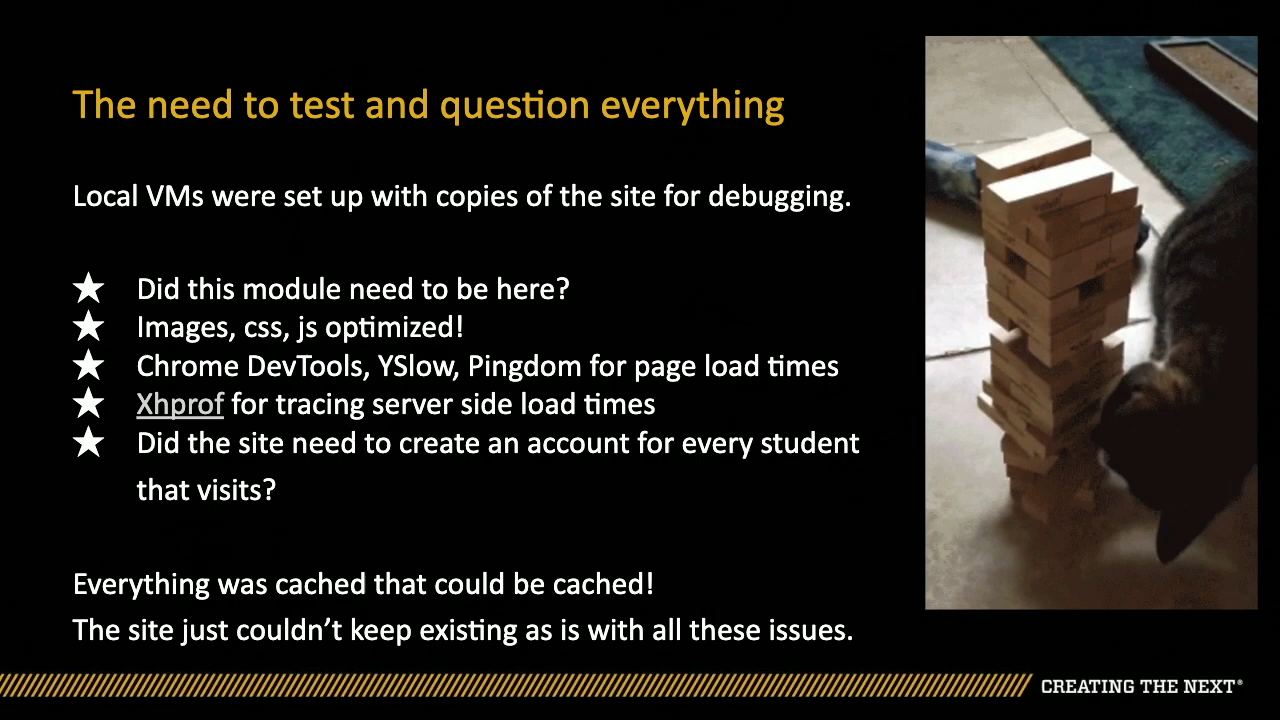 The need to test and question everything
Local VMs were set up with copies of the site for debugging.
Did this module need to be here?
Images, css, js optimized!
Chrome DevTools, YSlow, Pingdom for page load times
Xhprof for tracing server side load times
Did the site need to create an account for every student
that visits?
Everything was cached that could be cached!
The site just couldn’t keep existing as is with all these issues.
CREATING THE NEXT®